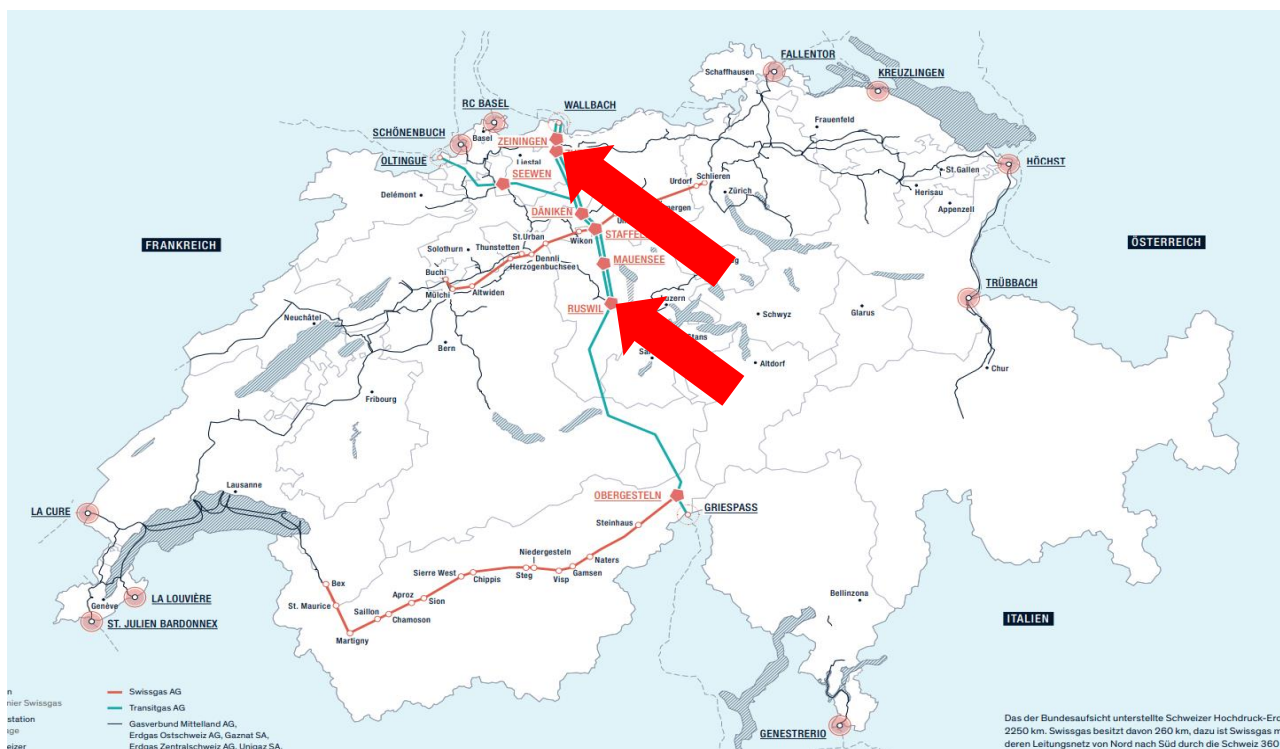 FALLENTOR
Schaffhausen
KREUZLINGEN
RC BASEL
WALLBACH
SCHÖNENBUCH
Basel
ZEININGEN
Frauenfeld
OLTINGUE
Liestal
HÖCHST
St.Gallen
SEEWEN
Urdorf
Schlieren
Zürich
Herisau
Delémont
Appenzell
DÄNIKEN
FRANKREICH
St.Urban
Wikon
ÖSTERREICH
Solothurn
Thunstetten
Dennli
Herzogenbuchsee
MAUENSEE
Buchi
Altwiden
Mülchi
TRÜBBACH
RUSWIL
Schwyz
Glarus
Neuchâtel
Bern
Altdorf
Chur
Fribourg
Lausanne
OBERGESTELN
GRIESPASS
LA CURE
Steinhaus
Niedergesteln
Naters
Sierre West
Chippis
Steg
Visp
Gamsen
Bex
Aproz
Sion
Bellinzona
LA LOUVIÈRE
Genève
St. Maurice
Saillon
Chamoson
ST. JULIEN BARDONNEX
ITALIEN
Martigny
Swissgas AG
Transitgas AG
Gasverbund Mittelland AG,
Erdgas Ostschweiz AG, Gaznat SA,
Erdgas Zentralschweiz AG, Unigaz SA.
GENESTRERIO
Das der Bundesaufsicht unterstellte Schweizer Hochdruck-
2250 km. Swissgas besitzt davon 260 km, dazu ist Swissgas
deren Leitungsnetz von Nord nach Süd durch die Schweiz 360